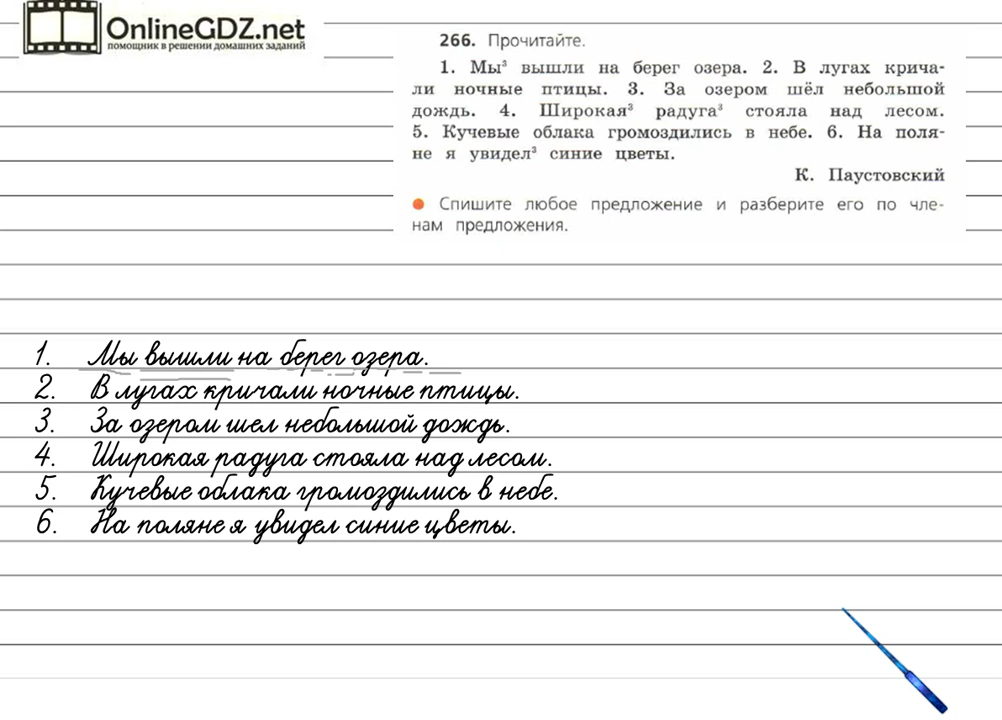 OnlineGDZ.net
помощник в решении домашних заданий
266. Прочитайте.
1. Мы³ вышли на берег озера. 2. В лугах крича-
ли ночные птицы. 3. За озером шёл небольшой
дождь. 4. Широкая³ радуга³ стояла над лесом.
5. Кучевые облака громоздились в небе. 6. На поля-
не я увидел³ синие цветы.
К. Паустовский
● Спишите любое предложение и разберите его по чле-
нам предложения.
1. Мы вышли на берег озера.
2. В лугах кричали ночные птицы.
3. За озером шел небольшой дождь.
4. Широкая радуга стояла над лесом.
5. Кучевые облака громоздились в небе.
6. На поляне я увидел синие цветы.